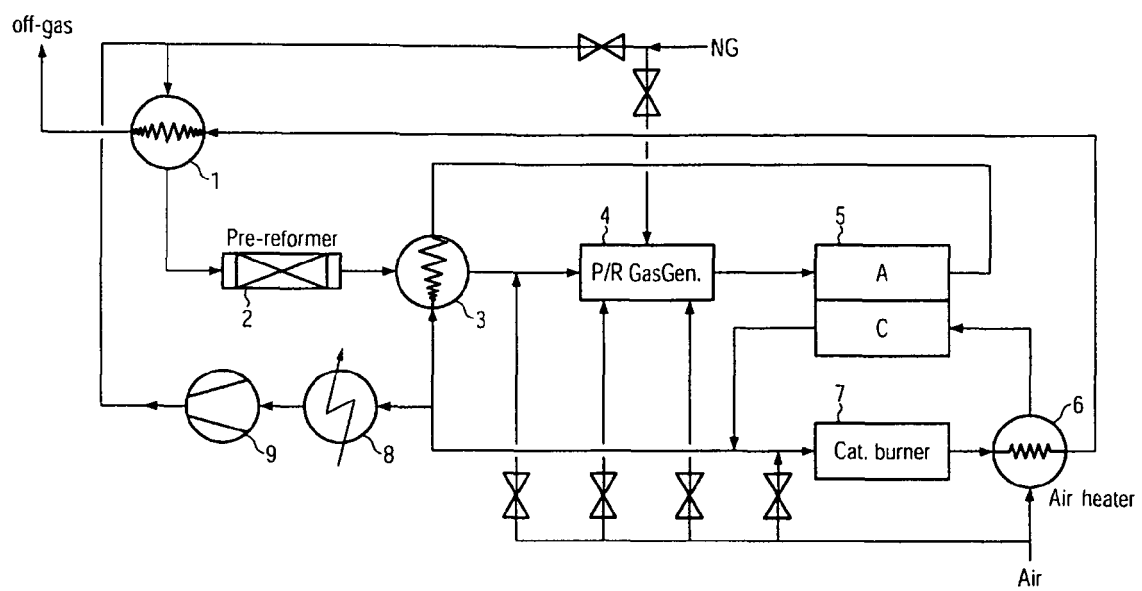 off-gas
NG
1
Pre-reformer
2
3
4
P/R GasGen.
5
A
C
6
7
Cat. burner
8
9
Air heater
Air